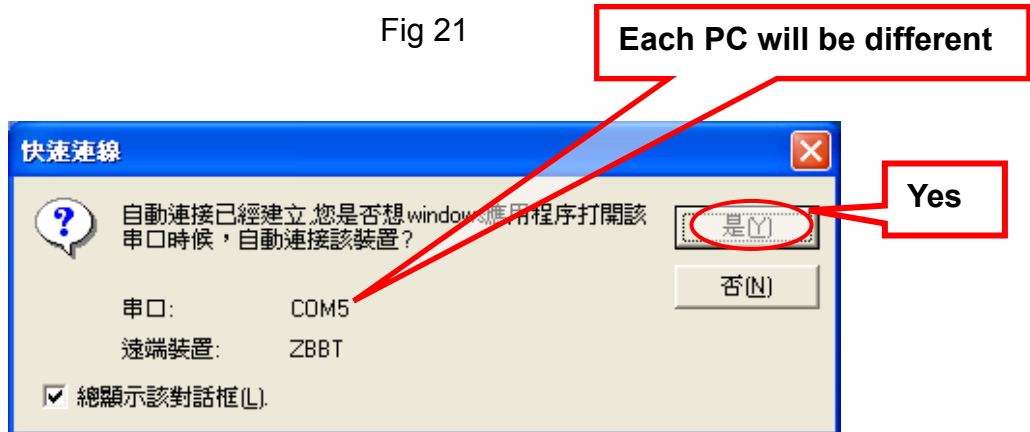 Fig 21
Each PC will be different
快速連線
自動連接已經建立,您是否想windows應用程序打開該
串口時候，自動連接該裝置?
是(Y)
Yes
否(N)
串口: COM5
遠端裝置: ZBBT
總顯示該對話框(L).